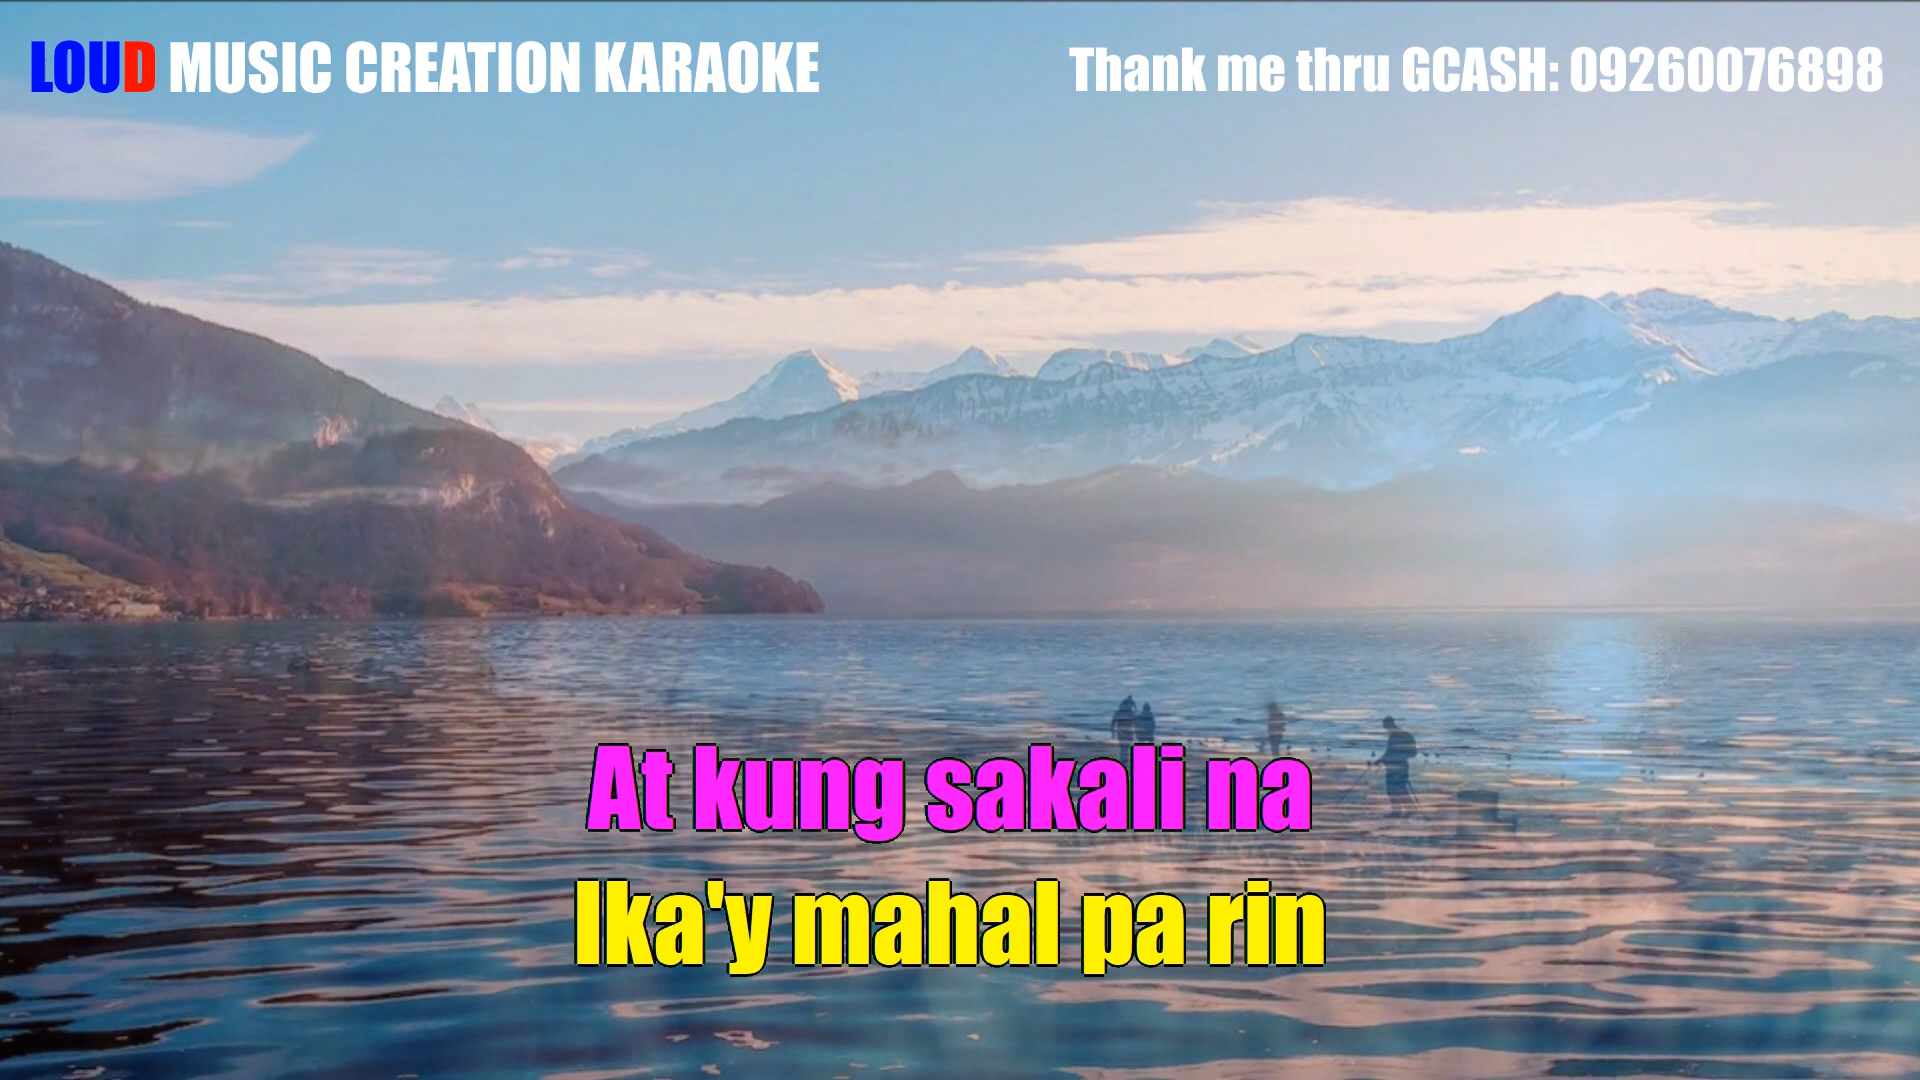 LOUD MUSIC CREATION KARAOKE
Thank me thru GCASH: 09260076898
At kung sakali na
Ika'y mahal pa rin